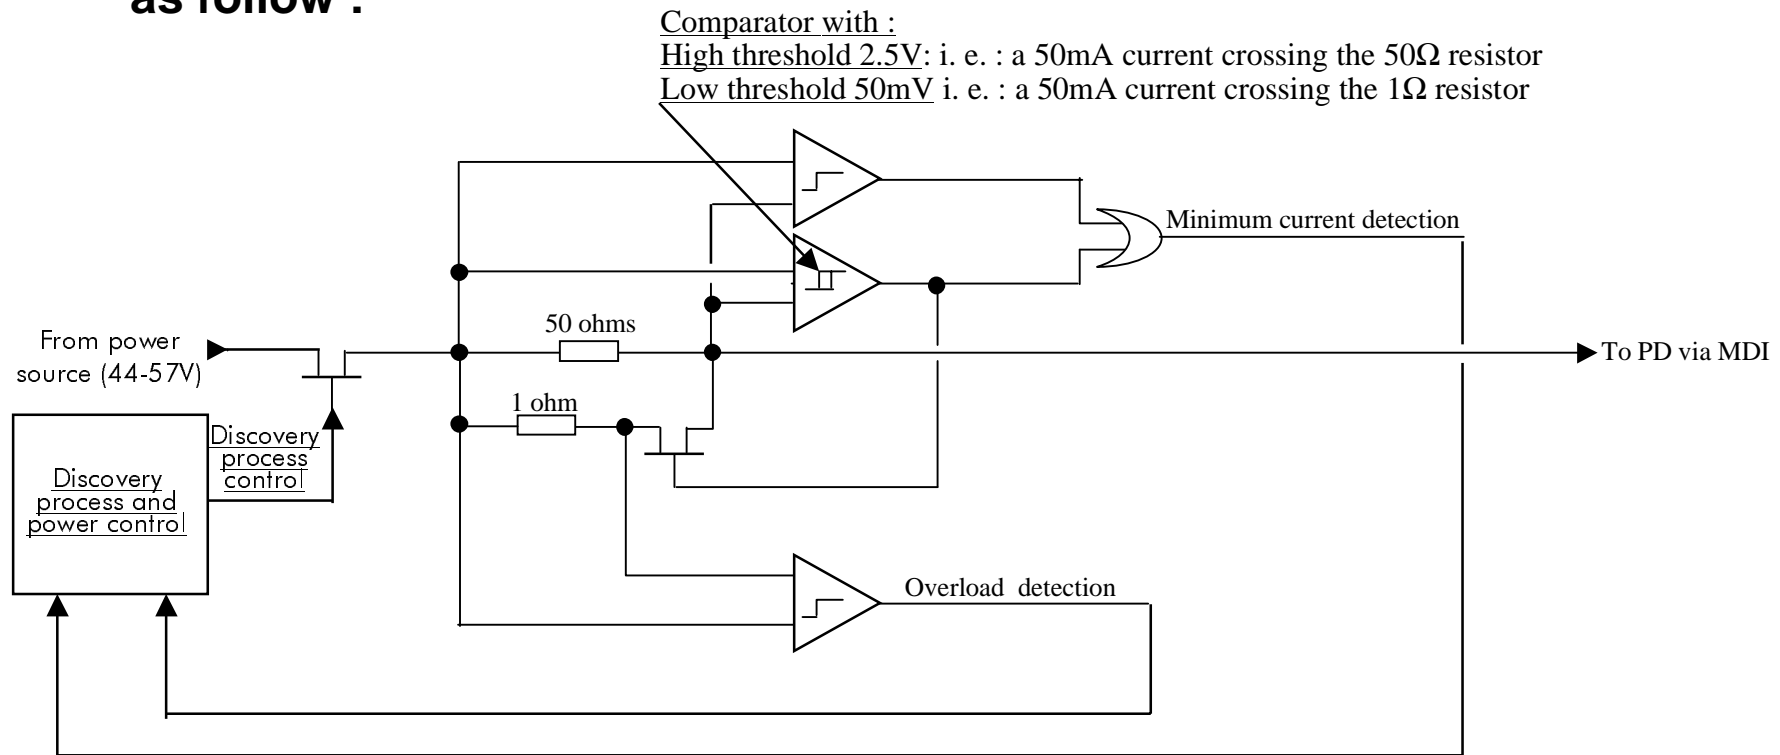 as follow :
Comparator with :
High threshold 2.5V: i. e. : a 50mA current crossing the 50Ω resistor
Low threshold 50mV i. e. : a 50mA current crossing the 1Ω resistor
Minimum current detection
50 ohms
From power
source (44-57V)
To PD via MDI
1 ohm
Discovery
process
control
Discovery
process and
power control
Overload detection